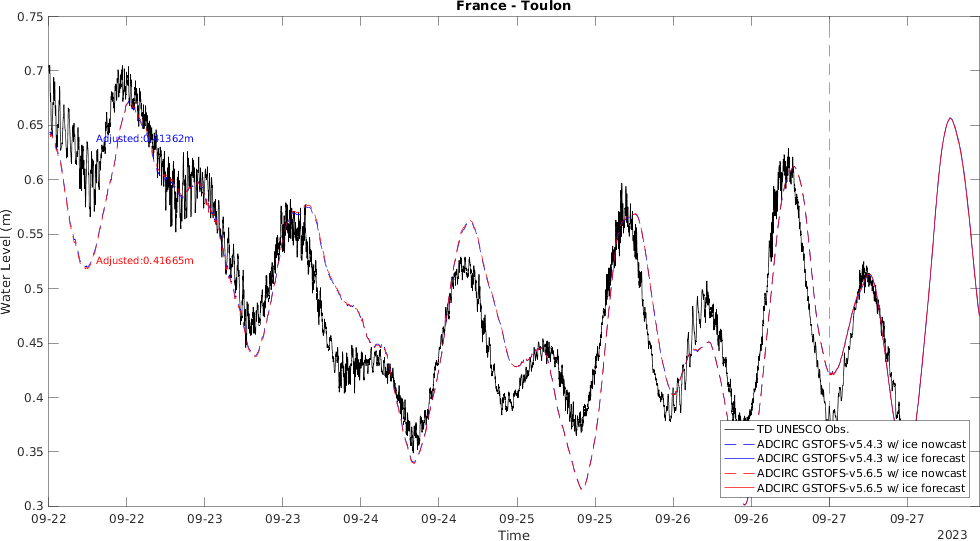 France - Toulon
0.75
0.7
0.65
0.6
0.55
0.5
0.45
0.4
0.35
0.3
Water Level (m)
Adjusted:0.41362m
Adjusted:0.41665m
TD UNESCO Obs.
ADCIRC GSTOFS-v5.4.3 w/ ice nowcast
ADCIRC GSTOFS-v5.4.3 w/ ice forecast
ADCIRC GSTOFS-v5.6.5 w/ ice nowcast
ADCIRC GSTOFS-v5.6.5 w/ ice forecast
09-22 09-22 09-23 09-23 09-24 09-24 09-25 09-25 09-26 09-26 09-27 09-27
Time
2023